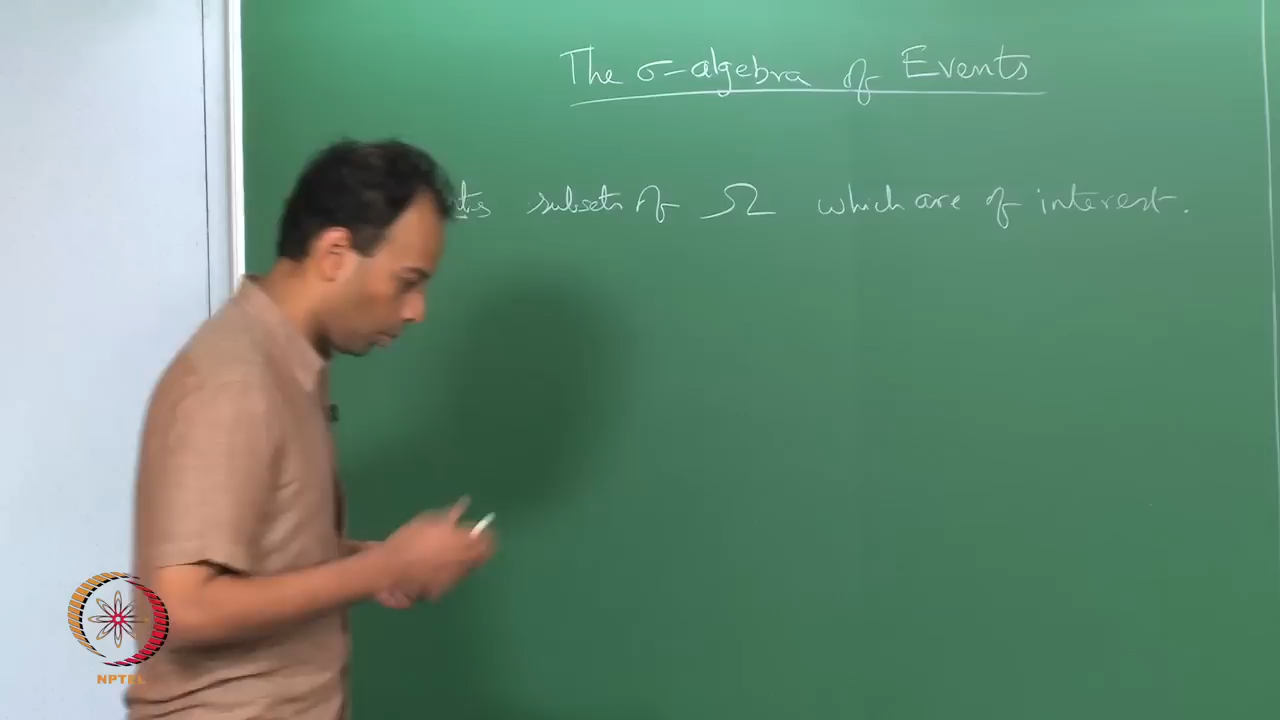 The σ-algebra of Events
subsets of Ω which are of interest.
NPTEL